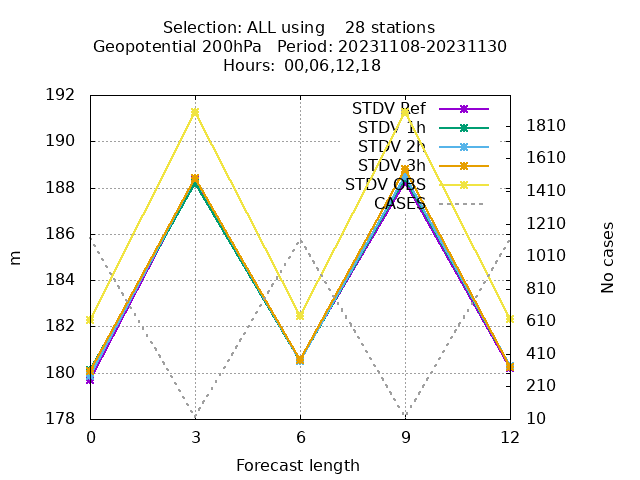 Selection: ALL using 28 stations
Geopotential 200hPa Period: 20231108-20231130
Hours: 00,06,12,18
STDV Ref
STDV 1h
STDV 2h
STDV 3h
STDV OBS
CASES
192
190
188
186
184
182
180
178
m
1810
1610
1410
1210
1010
810
610
410
210
10
No cases
0 3 6 9 12
Forecast length